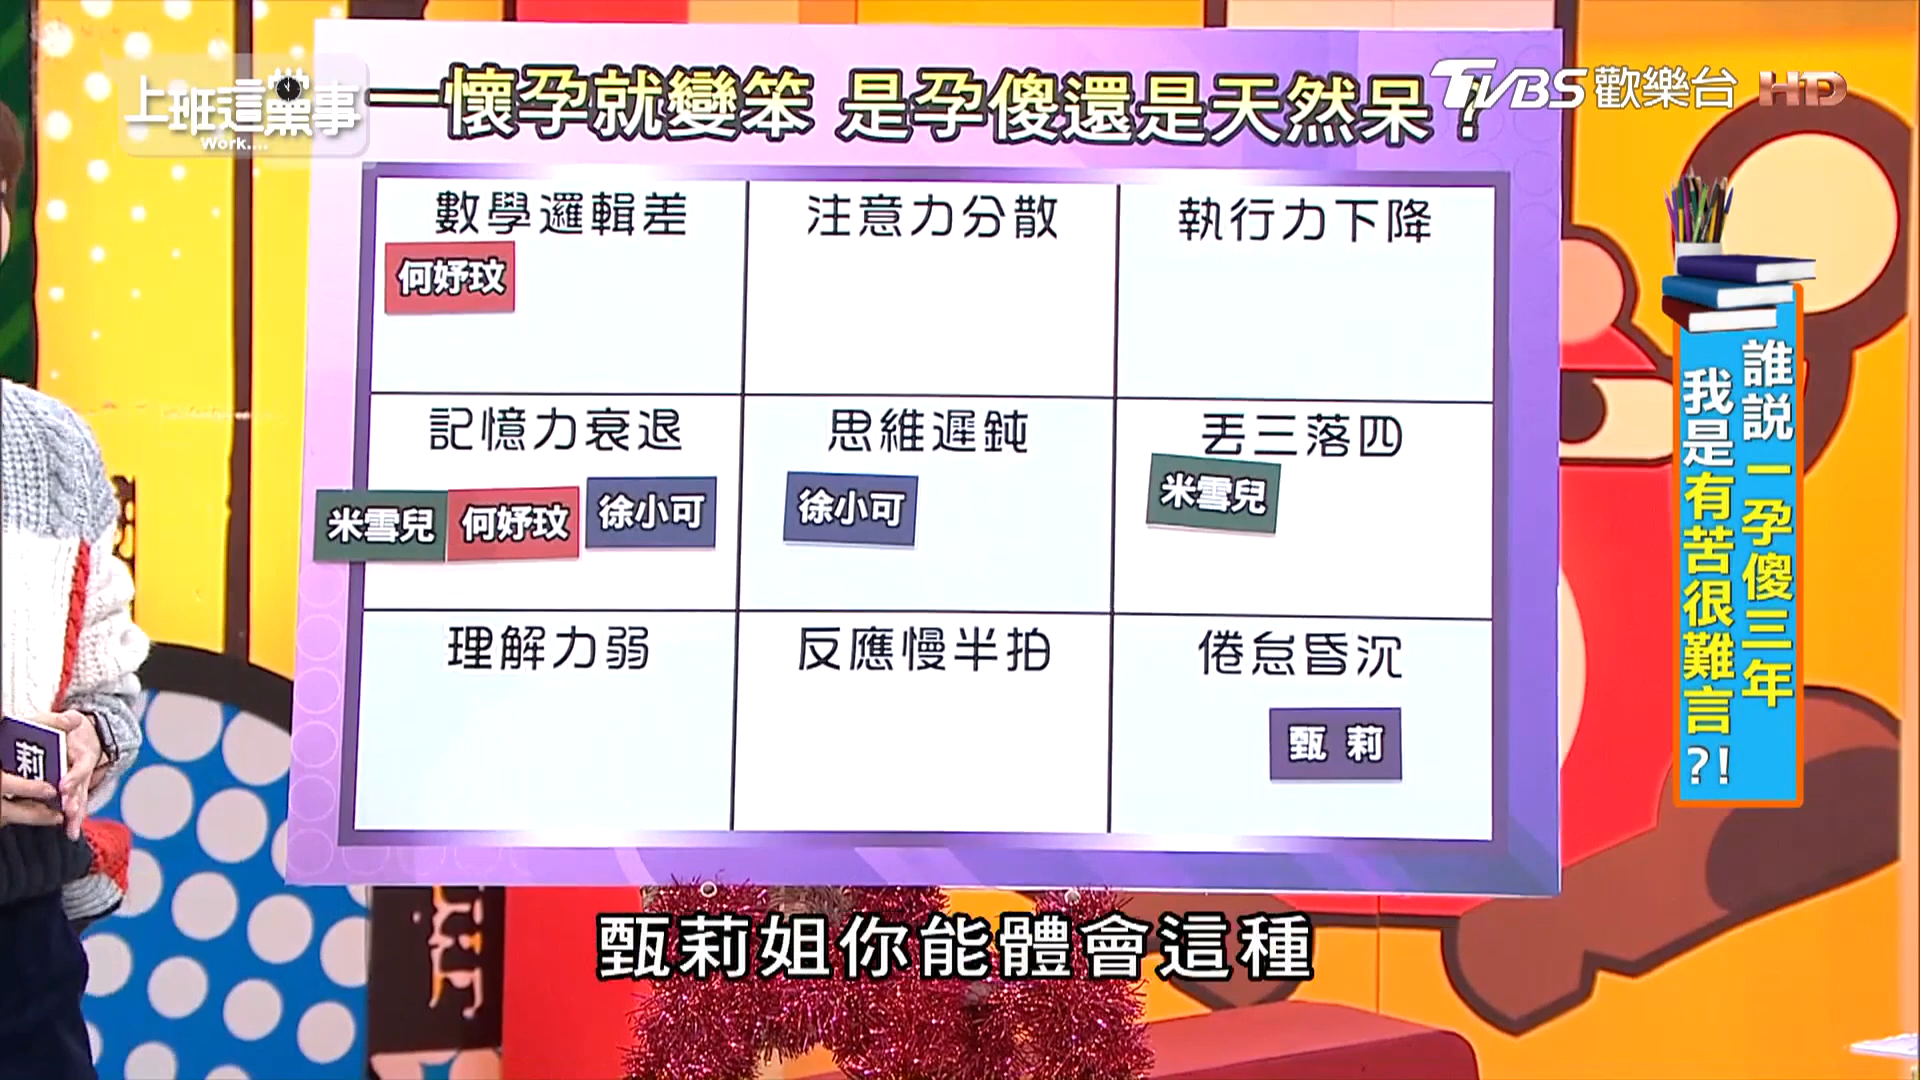 上班這黨事
Work....
一懷孕就變笨 是孕傻還是天然呆?
TVBS歡樂台 HD
數學邏輯差
何妤玟
注意力分散
執行力下降
記憶力衰退
米雪兒
何妤玟
徐小可
思維遲鈍
徐小可
丟三落四
米雪兒
理解力弱
反應慢半拍
倦怠昏沉
甄莉
莉
誰説一孕傻三年
我是有苦很難言?!
甄莉姐你能體會這種